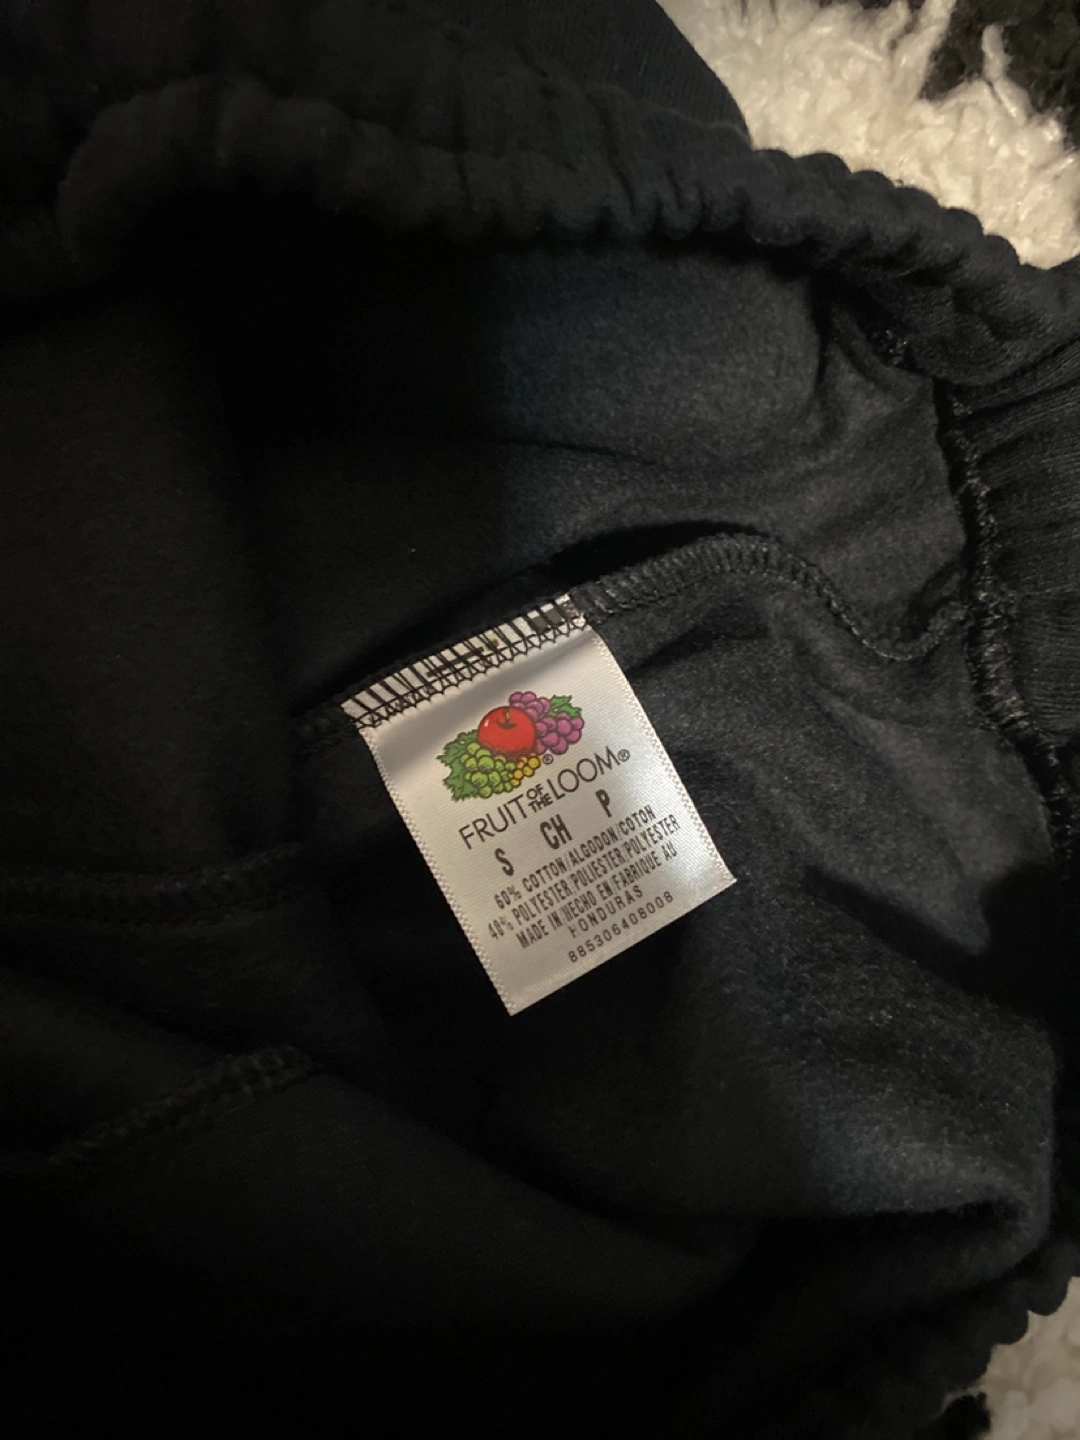 FRUIT OF THE LOOM®
S CH P
60% COTTON/ALGODON/COTON
40% POLYESTER/POLIESTER/POLYESTER
MADE IN/HECHO EN/FABRIQUE AU
HONDURAS
885306408008